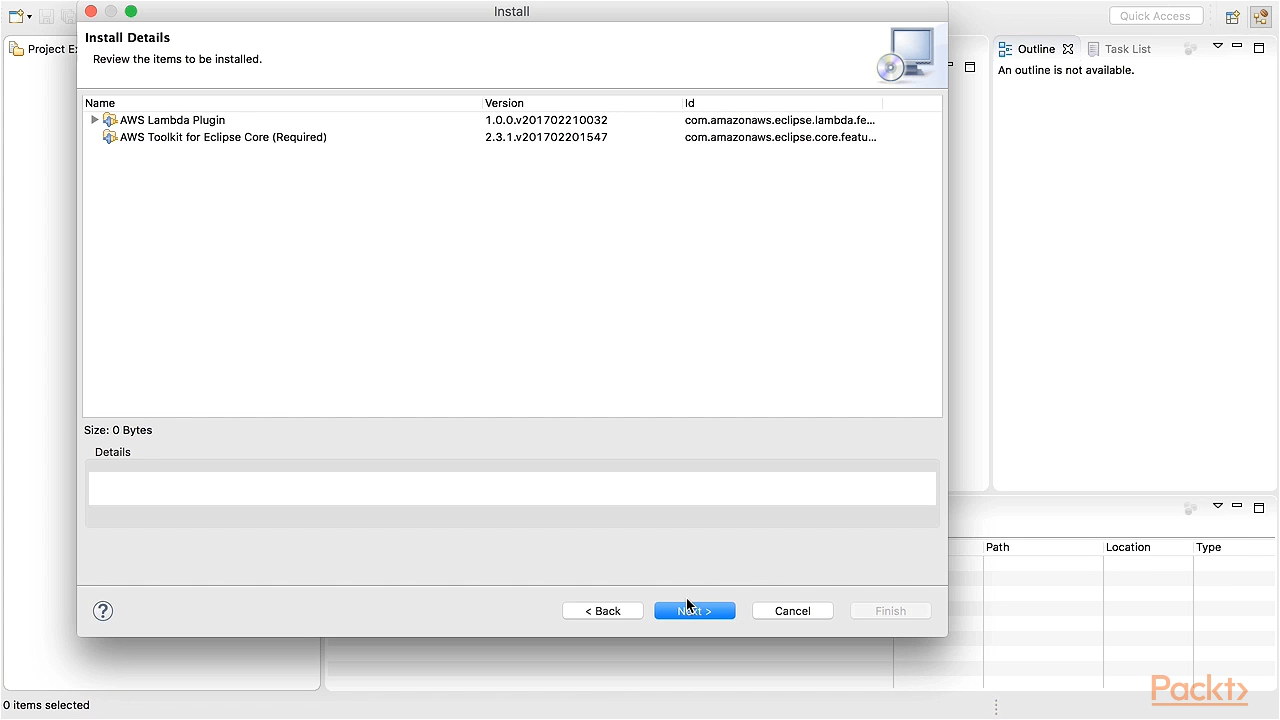 Install
Quick Access
Install Details
Review the items to be installed.
Project Ex
Outline
Task List
An outline is not available.
Name Version Id
AWS Lambda Plugin 1.0.0.v201702210032 com.amazonaws.eclipse.lambda.fe...
AWS Toolkit for Eclipse Core (Required) 2.3.1.v201702201547 com.amazonaws.eclipse.core.featu...
Size: 0 Bytes
Details
Path Location Type
? < Back Next > Cancel Finish
Packt>
0 items selected